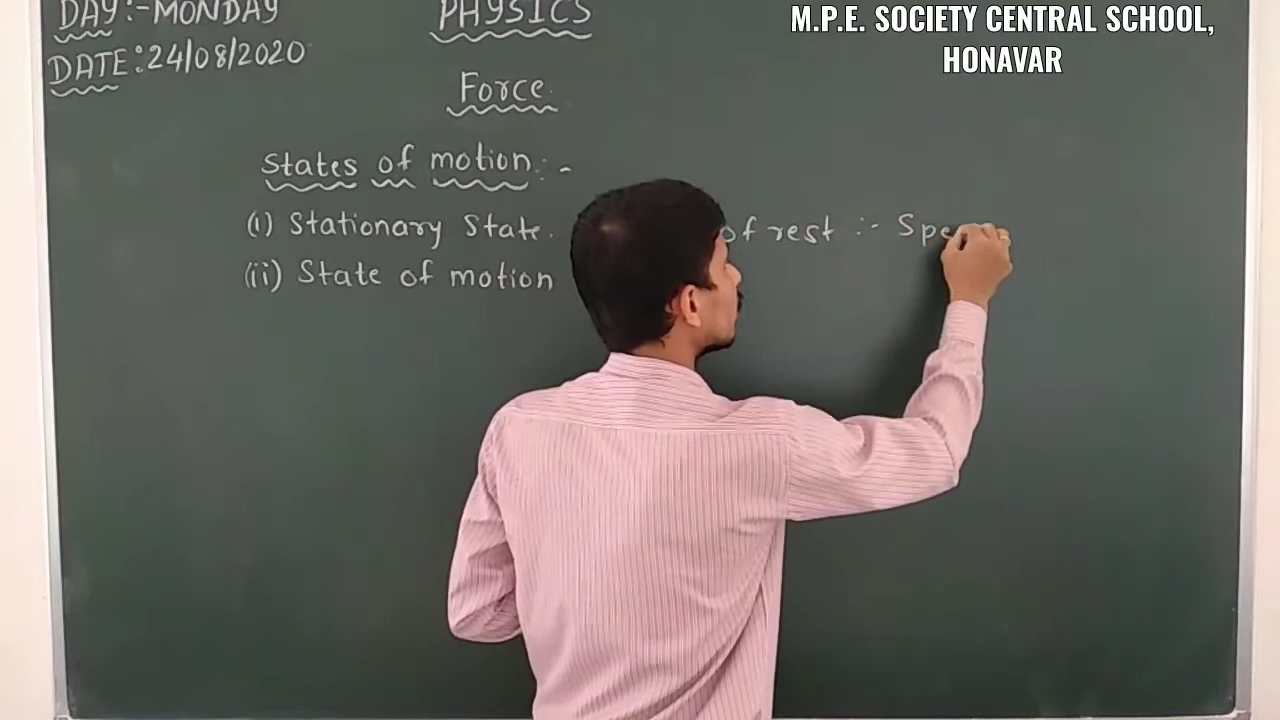 DAY:-MONDAY
DATE:24/08/2020
PHYSICS
M.P.E. SOCIETY CENTRAL SCHOOL,
HONAVAR
Force
States of motion:-
(i) Stationary State. of rest :- Spe
(ii) State of motion